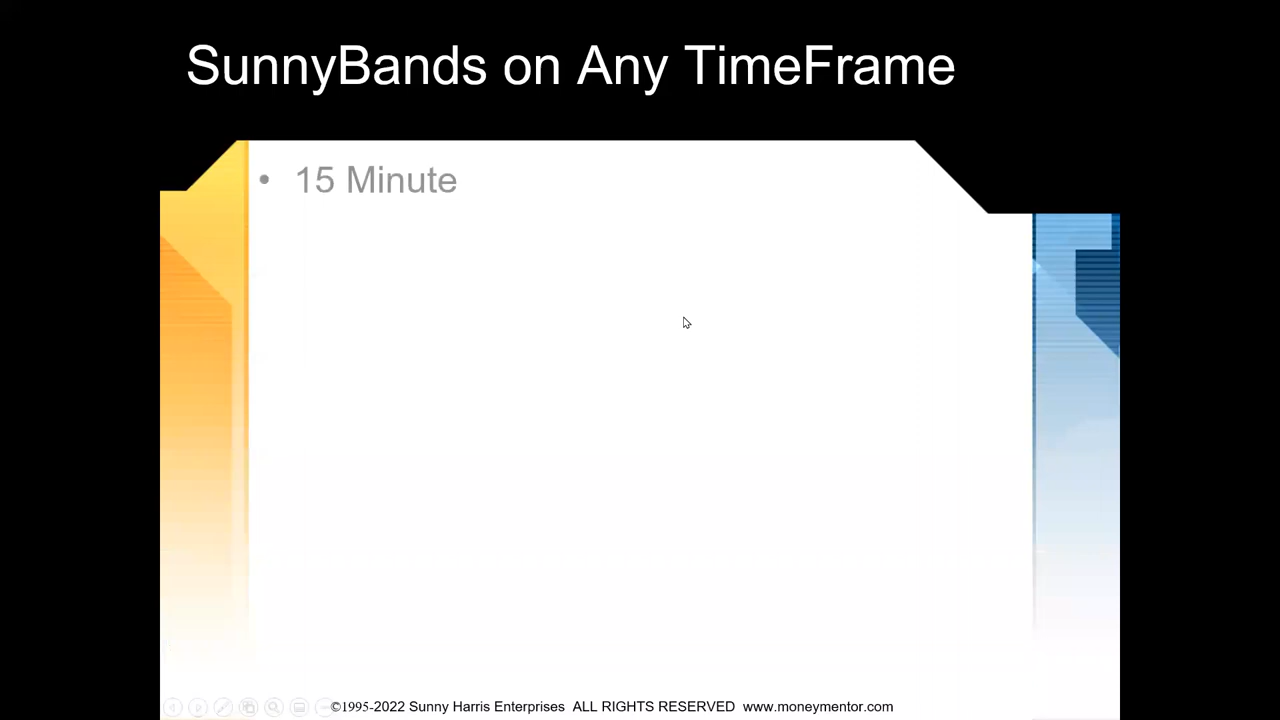 SunnyBands on Any TimeFrame
• 15 Minute
©1995-2022 Sunny Harris Enterprises ALL RIGHTS RESERVED www.moneymentor.com